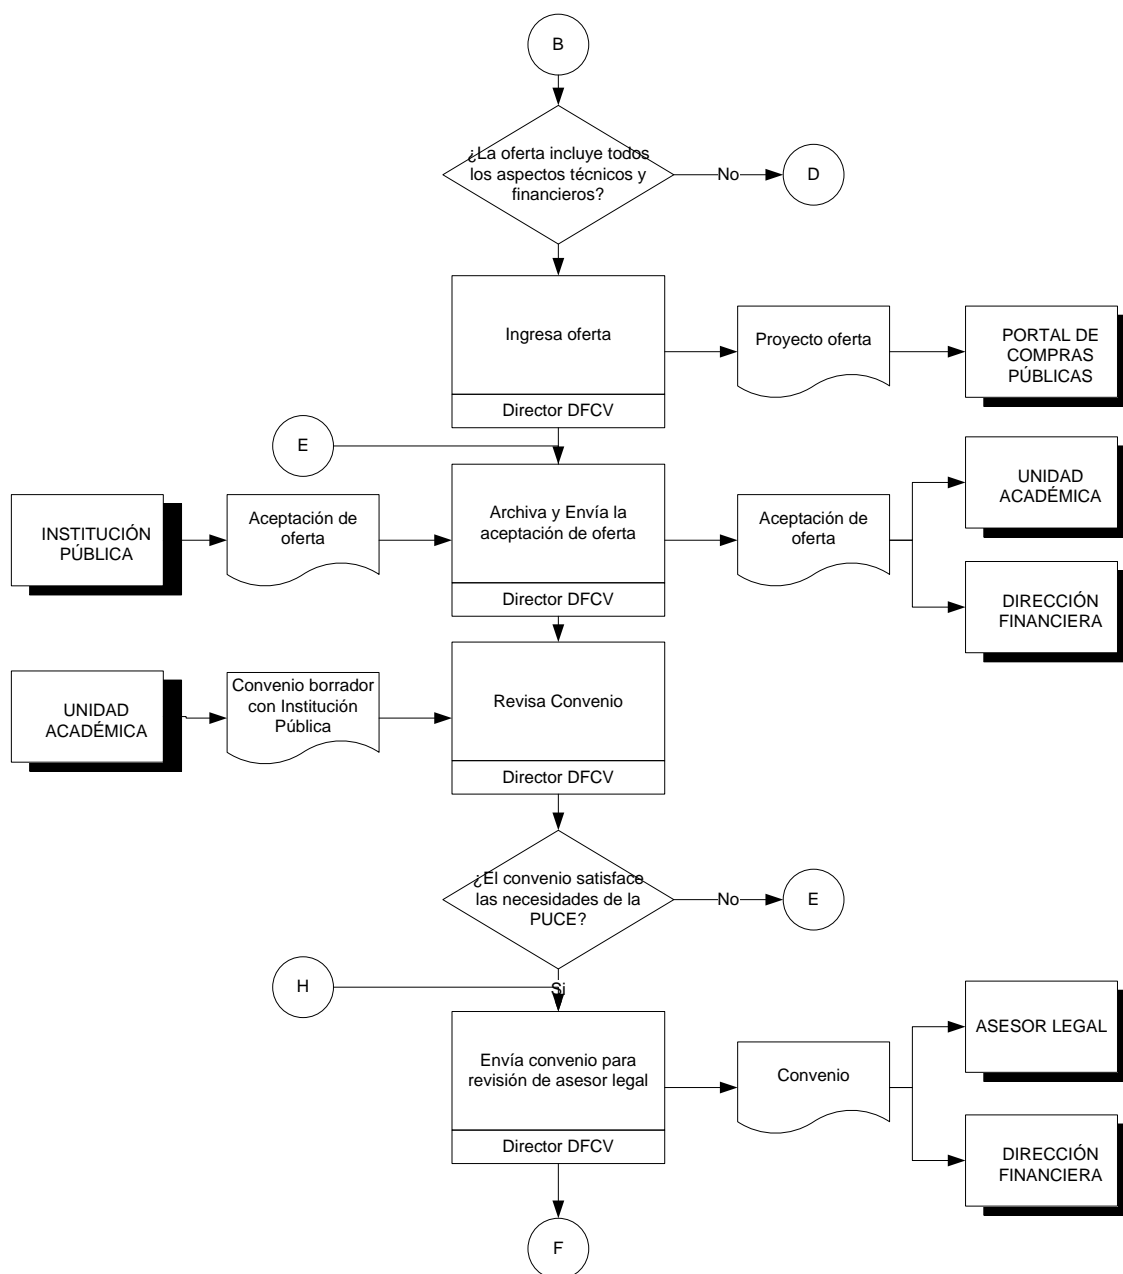 B
¿La oferta incluye todos
los aspectos técnicos y
financieros?
No
D
Ingresa oferta
Director DFCV
Proyecto oferta
PORTAL DE
COMPRAS
PÚBLICAS
E
INSTITUCIÓN
PÚBLICA
Aceptación de
oferta
Archiva y Envía la
aceptación de oferta
Director DFCV
Aceptación de
oferta
UNIDAD
ACADÉMICA
DIRECCIÓN
FINANCIERA
UNIDAD
ACADÉMICA
Convenio borrador
con Institución
Pública
Revisa Convenio
Director DFCV
¿El convenio satisface
las necesidades de la
PUCE?
No
E
H
Si
Envía convenio para
revisión de asesor legal
Director DFCV
Convenio
ASESOR LEGAL
DIRECCIÓN
FINANCIERA
F